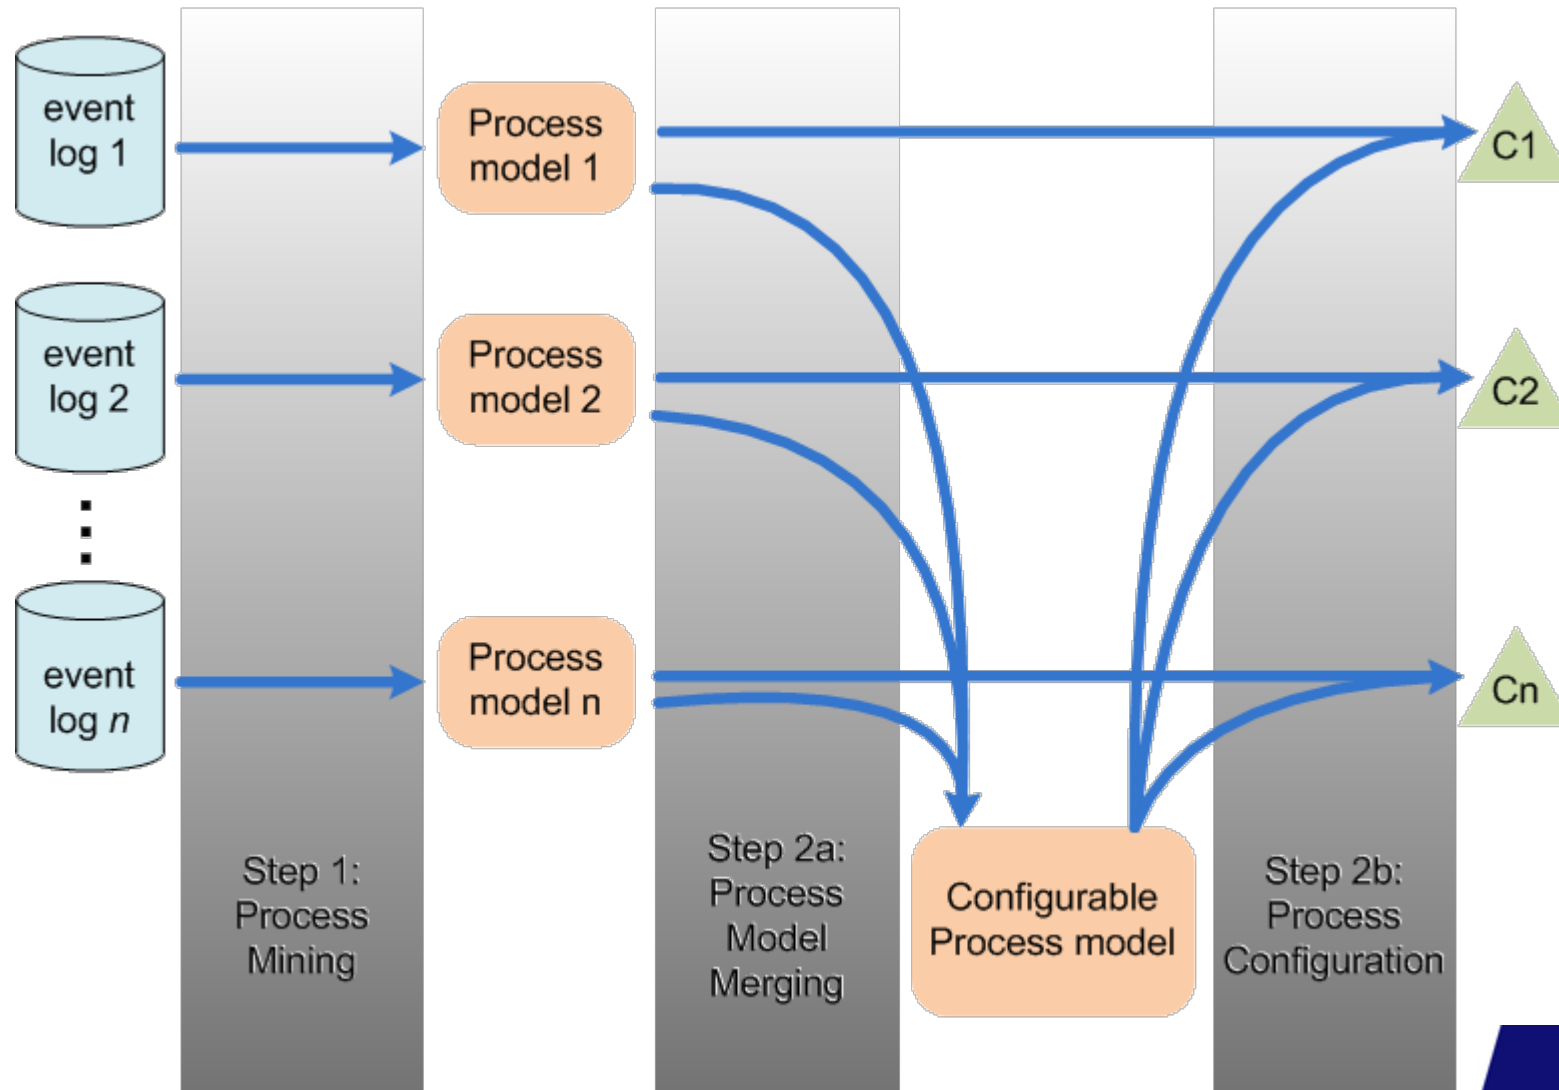 event
log 1
Process
model 1
C1
event
log 2
Process
model 2
C2
event
log n
Process
model n
Cn
Step 1:
Process
Mining
Step 2a:
Process
Model
Merging
Configurable
Process model
Step 2b:
Process
Configuration